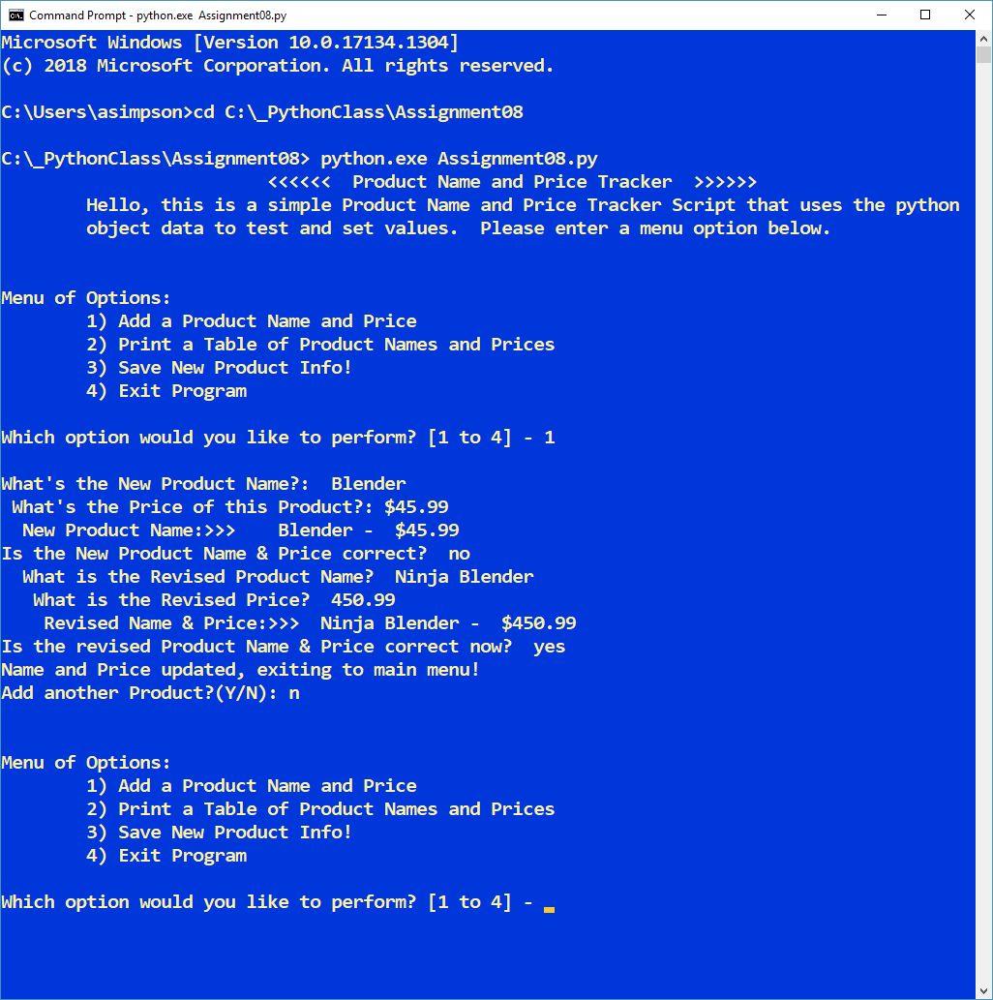 Command Prompt - python.exe  Assignment08.py
Microsoft Windows [Version 10.0.17134.1304]
(c) 2018 Microsoft Corporation. All rights reserved.

C:\Users\asimpson>cd C:\_PythonClass\Assignment08

C:\_PythonClass\Assignment08> python.exe Assignment08.py
                         <<<<<<  Product Name and Price Tracker  >>>>>>
        Hello, this is a simple Product Name and Price Tracker Script that uses the python
        object data to test and set values.  Please enter a menu option below.


Menu of Options:
        1) Add a Product Name and Price
        2) Print a Table of Product Names and Prices
        3) Save New Product Info!
        4) Exit Program

Which option would you like to perform? [1 to 4] - 1

What's the New Product Name?:  Blender
 What's the Price of this Product?: $45.99
  New Product Name:>>>    Blender -  $45.99
Is the New Product Name & Price correct?  no
  What is the Revised Product Name?  Ninja Blender
   What is the Revised Price?  450.99
    Revised Name & Price:>>>  Ninja Blender -  $450.99
Is the revised Product Name & Price correct now?  yes
Name and Price updated, exiting to main menu!
Add another Product?(Y/N): n


Menu of Options:
        1) Add a Product Name and Price
        2) Print a Table of Product Names and Prices
        3) Save New Product Info!
        4) Exit Program

Which option would you like to perform? [1 to 4] -